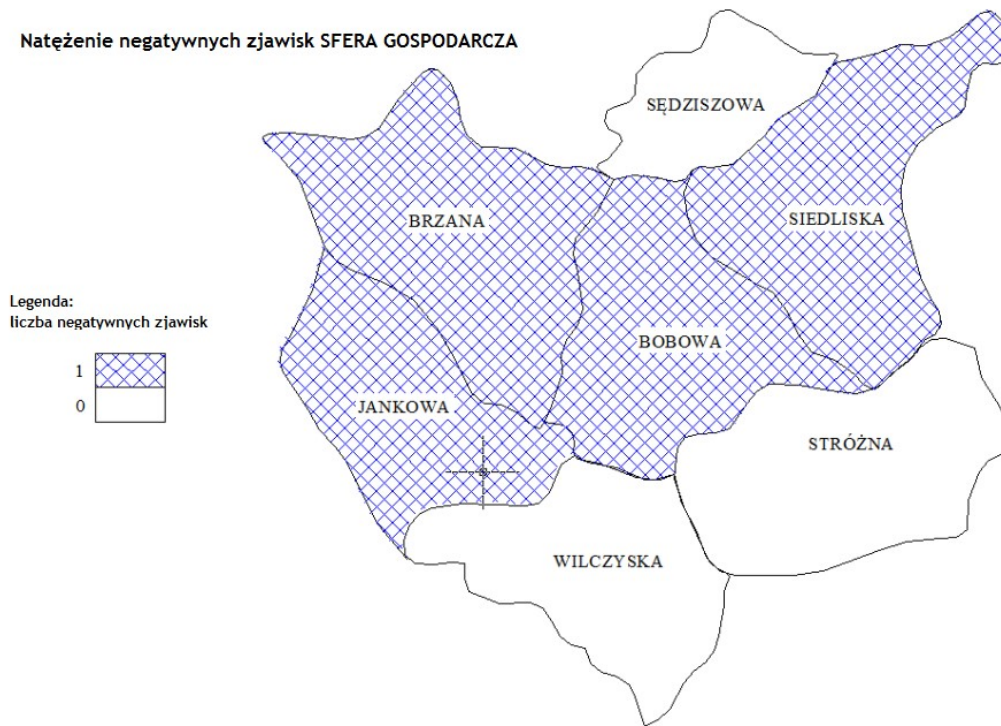 Natężenie negatywnych zjawisk SFERA GOSPODARCZA
SĘDZISZOWA
BRZANA
SIEDLISKA
Legenda:
liczba negatywnych zjawisk
BOBOWA
1
0
JANKOWA
STRÓŻNA
WILCZYSKA